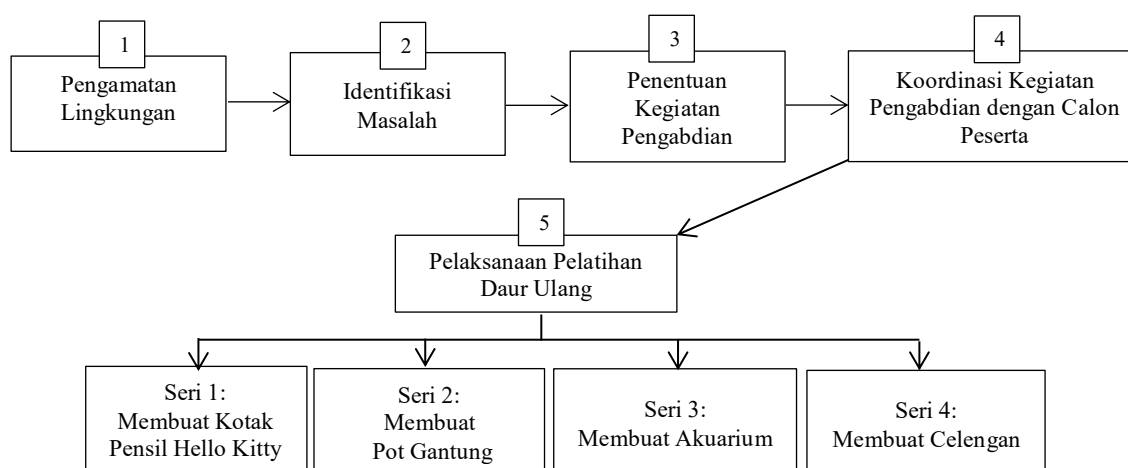 1
Pengamatan
Lingkungan
2
Identifikasi
Masalah
3
Penentuan
Kegiatan
Pengabdian
4
Koordinasi Kegiatan
Pengabdian dengan Calon
Peserta
5
Pelaksanaan Pelatihan
Daur Ulang
Seri 1:
Membuat Kotak
Pensil Hello Kitty
Seri 2:
Membuat
Pot Gantung
Seri 3:
Membuat Akuarium
Seri 4:
Membuat Celengan